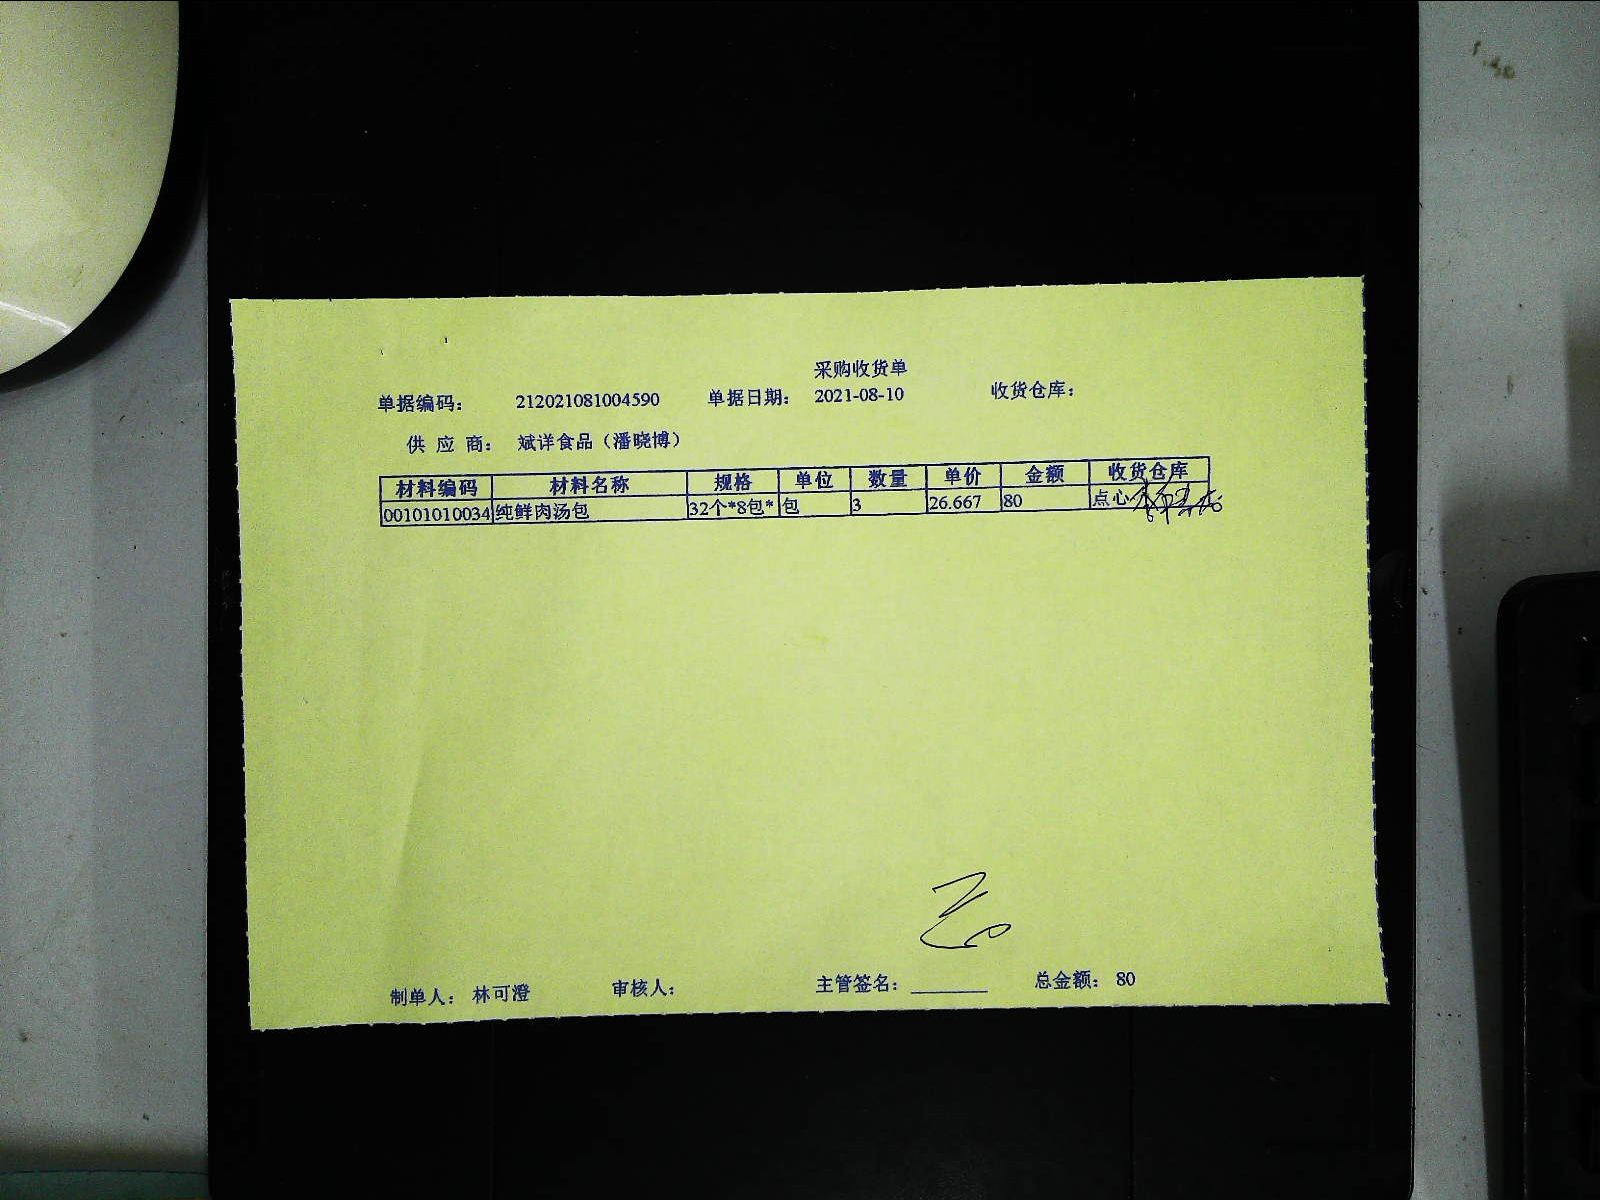 采购收货单
单据编码： 212021081004590 单据日期： 2021-08-10 收货仓库：
供 应 商： 斌详食品（潘晓博）
材料编码 材料名称 规格 单位 数量 单价 金额 收货仓库
00101010034 纯鲜肉汤包 32个*8包* 包 3 26.667 80 点心
制单人： 林可澄 审核人： 主管签名： 总金额： 80